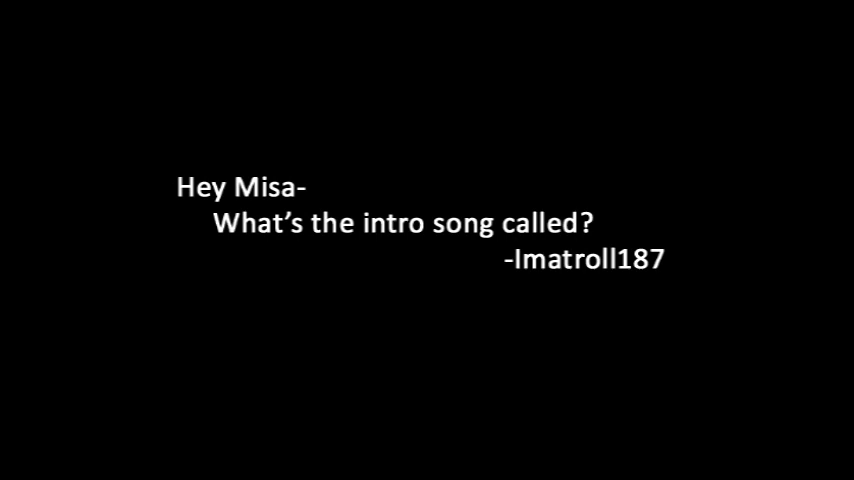 Hey Misa-
What’s the intro song called?
-Imatroll187